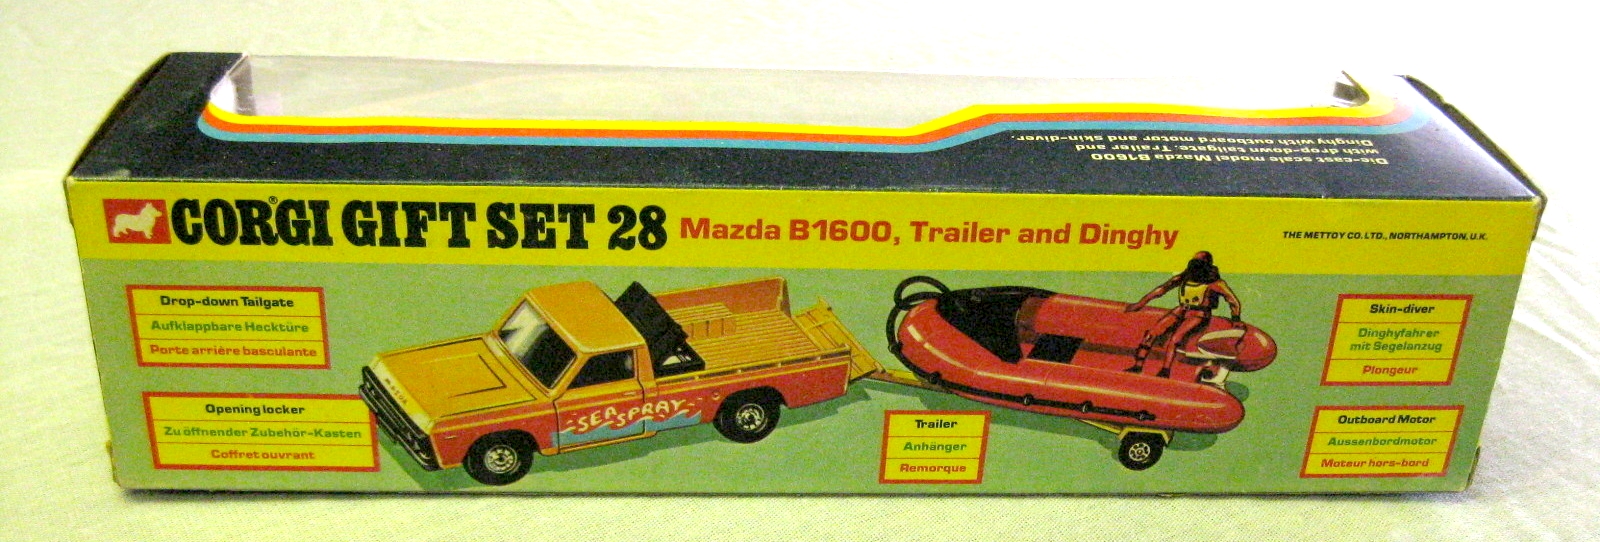 Die-cast scale model Mazda B1600
with drop-down tailgate. Trailer and
Dinghy with outboard motor and skin-diver.
CORGI® GIFT SET 28
Mazda B1600, Trailer and Dinghy
THE METTOY CO. LTD., NORTHAMPTON, U.K.
Drop-down Tailgate
Aufklappbare Hecktüre
Porte arrière basculante
Opening locker
Zu öffnender Zubehör-Kasten
Coffret ouvrant
MAZDA
SEA SPRAY
Trailer
Anhänger
Remorque
Skin-diver
Dinghyfahrer
mit Segelanzug
Plongeur
Outboard Motor
Aussenbordmotor
Moteur hors-bord